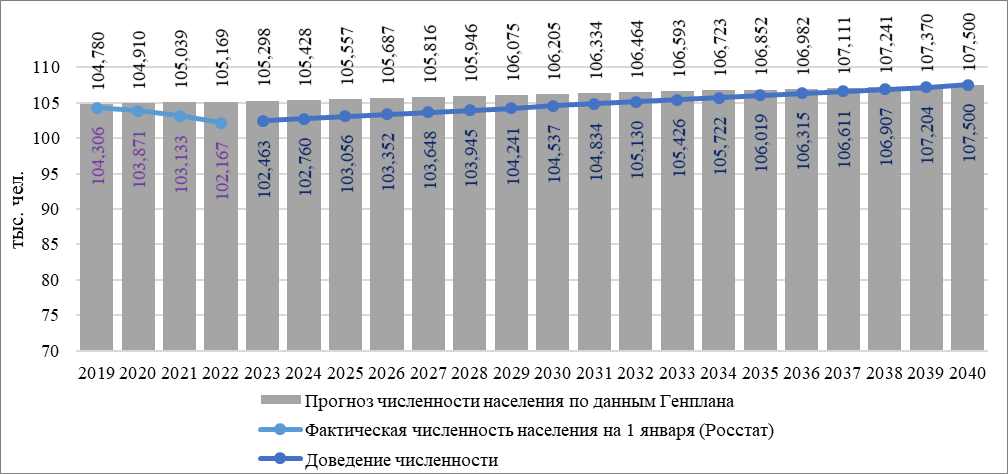 104,780 104,910 105,039 105,169 105,298 105,428 105,557 105,687 105,816 105,946 106,075 106,205 106,334 106,464 106,593 106,723 106,852 106,982 107,111 107,241 107,370 107,500
тыс. чел.
110
105
100
95
90
85
80
75
70
104,306 103,871 103,133 102,167 102,463 102,760 103,056 103,352 103,648 103,945 104,241 104,537 104,834 105,130 105,426 105,722 106,019 106,315 106,611 106,907 107,204 107,500
2019 2020 2021 2022 2023 2024 2025 2026 2027 2028 2029 2030 2031 2032 2033 2034 2035 2036 2037 2038 2039 2040
Прогноз численности населения по данным Генплана
Фактическая численность населения на 1 января (Росстат)
Доведение численности